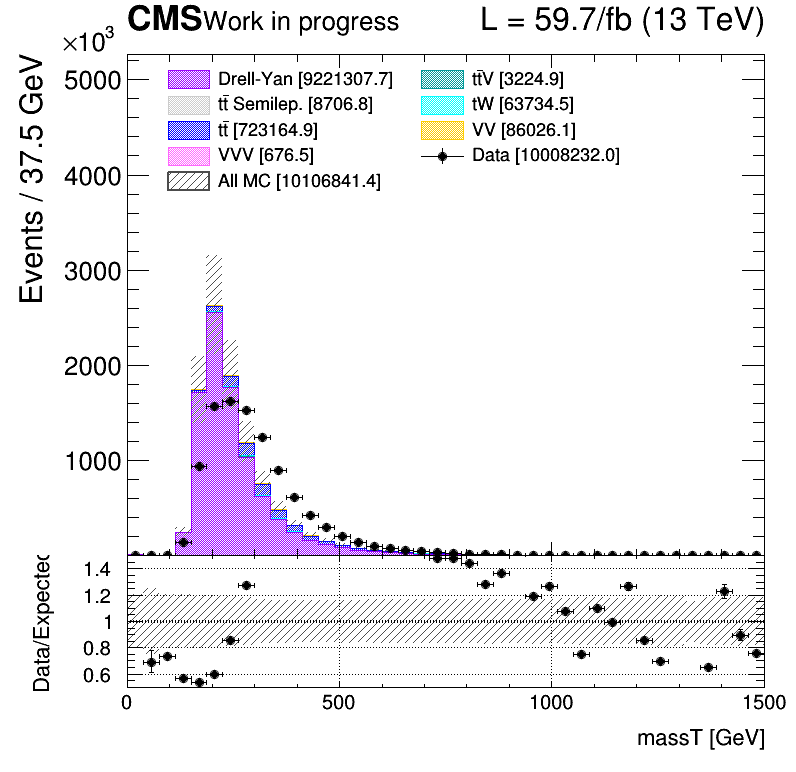 CMS Work in progress L = 59.7/fb (13 TeV)
×10³
Events / 37.5 GeV
5000
4000
3000
2000
1000
Drell-Yan [9221307.7]
tt̄ Semilep. [8706.8]
tt̄ [723164.9]
VVV [676.5]
All MC [10106841.4]
tt̄V [3224.9]
tW [63734.5]
VV [86026.1]
Data [10008232.0]
Data/Expected
1.4
1.2
1
0.8
0.6
0 500 1000 1500
massT [GeV]